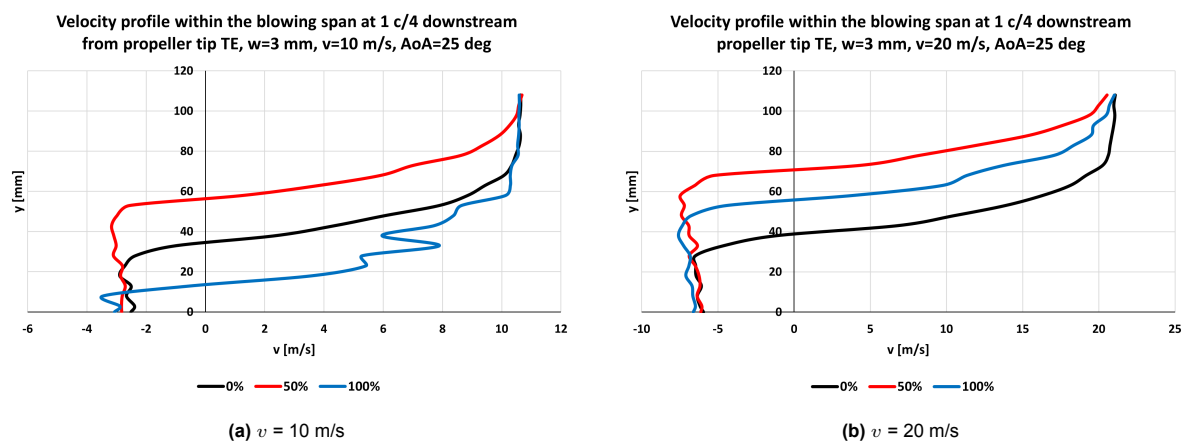 Velocity profile within the blowing span at 1 c/4 downstream
from propeller tip TE, w=3 mm, v=10 m/s, AoA=25 deg
120
100
80
60
40
20
0
y [mm]
-6 -4 -2 0 2 4 6 8 10 12
v [m/s]
0% 50% 100%
(a) v = 10 m/s
Velocity profile within the blowing span at 1 c/4 downstream
propeller tip TE, w=3 mm, v=20 m/s, AoA=25 deg
120
100
80
60
40
20
0
y [mm]
-10 -5 0 5 10 15 20 25
v [m/s]
0% 50% 100%
(b) v = 20 m/s